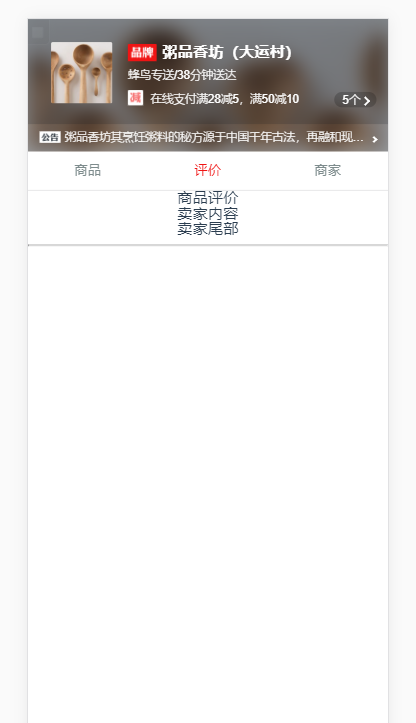 品牌 粥品香坊（大运村）
蜂鸟专送/38分钟送达
减 在线支付满28减5，满50减10 5个
公告 粥品香坊其烹饪粥料的秘方源于中国千年古法，再融和现...
商品 评价 商家
商品评价
卖家内容
卖家尾部